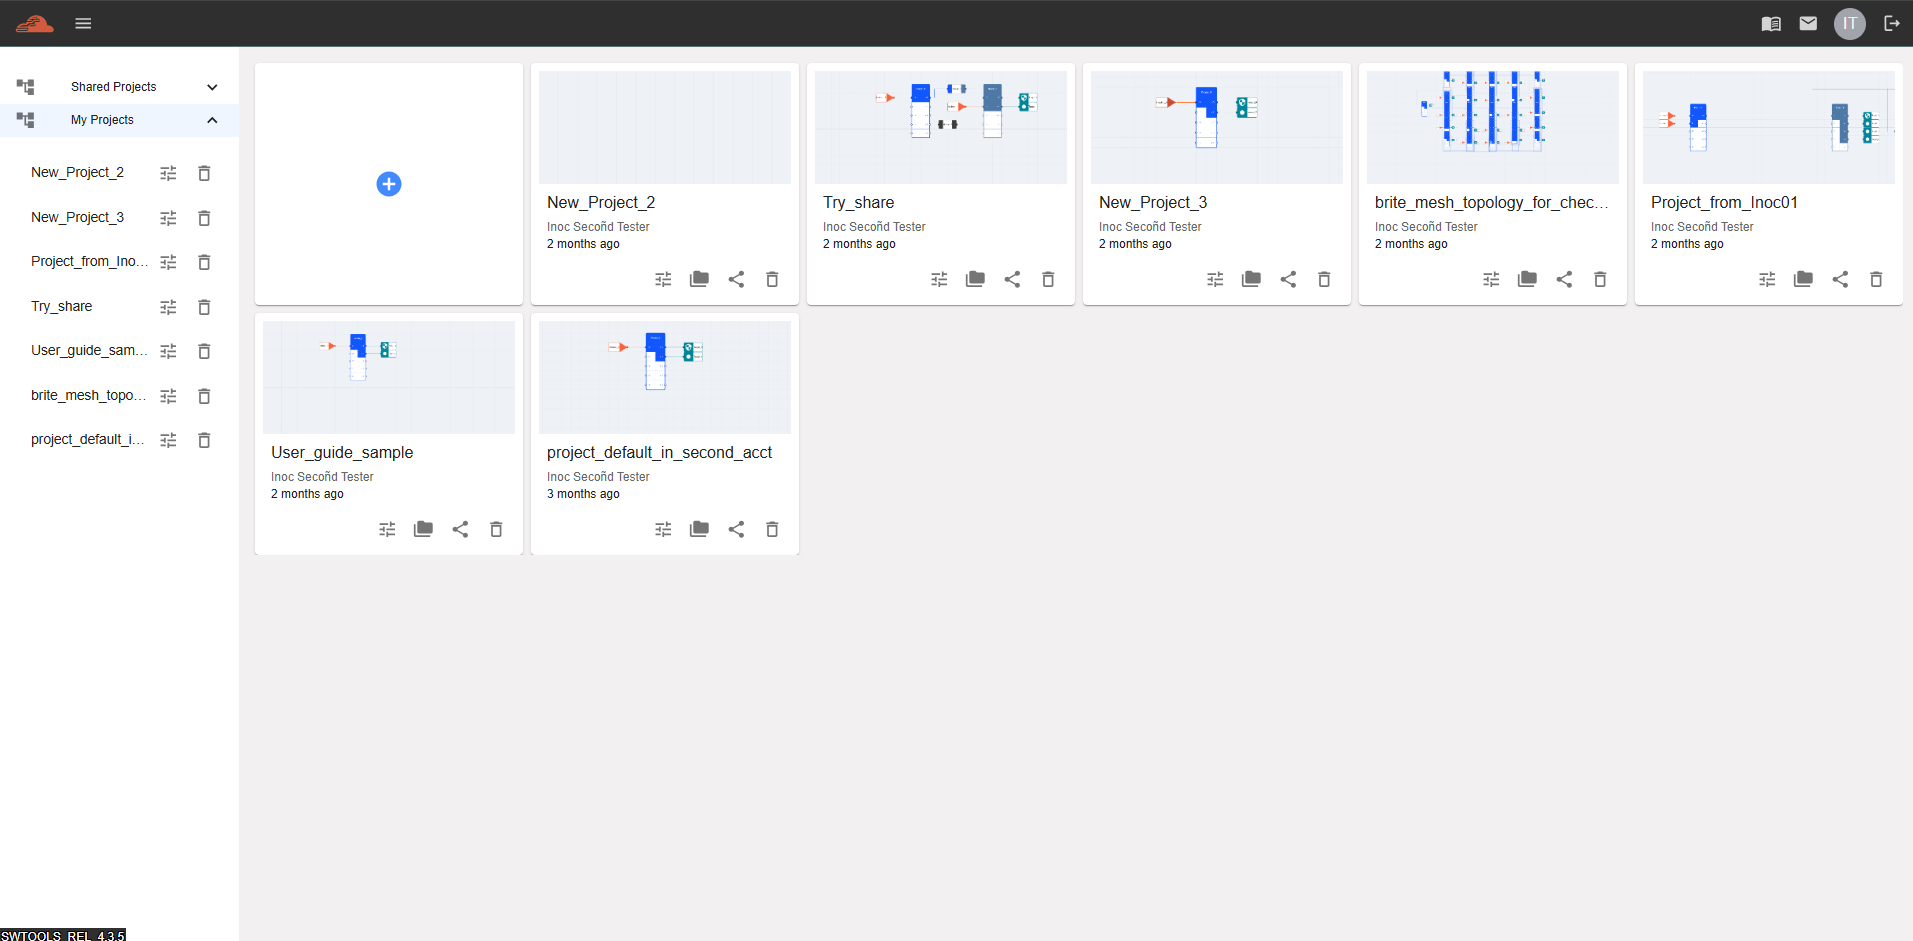 IT
Shared Projects
My Projects
New_Project_2
New_Project_3
Project_from_Ino...
Try_share
User_guide_sam...
brite_mesh_topo...
project_default_i...
New_Project_2
Inoc Secoñd Tester
2 months ago
Try_share
Inoc Secoñd Tester
2 months ago
New_Project_3
Inoc Secoñd Tester
2 months ago
brite_mesh_topology_for_chec...
Inoc Secoñd Tester
2 months ago
Project_from_Inoc01
Inoc Secoñd Tester
2 months ago
User_guide_sample
Inoc Secoñd Tester
2 months ago
project_default_in_second_acct
Inoc Secoñd Tester
3 months ago
SWTOOLS_REL_4.3.5